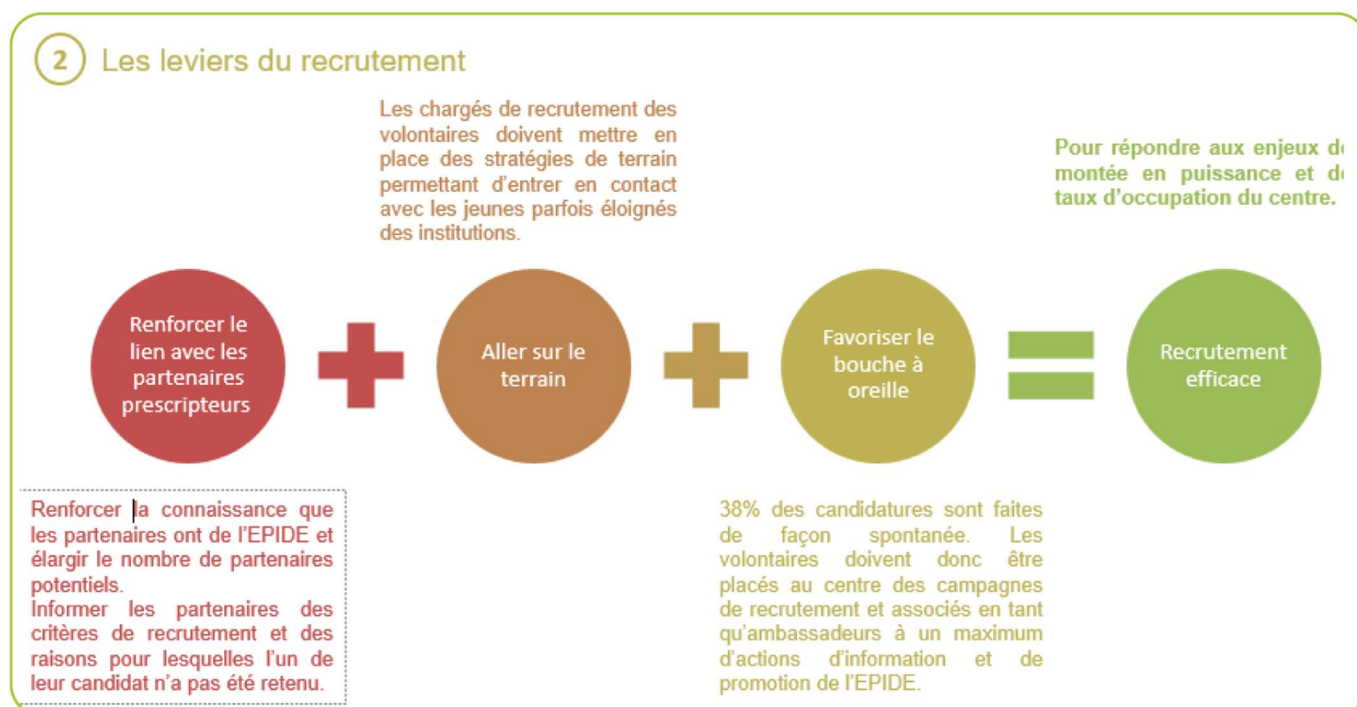 2 Les leviers du recrutement
Les chargés de recrutement des
volontaires doivent mettre en
place des stratégies de terrain
permettant d'entrer en contact
avec les jeunes parfois éloignés
des institutions.
Pour répondre aux enjeux de
montée en puissance et de
taux d'occupation du centre.
Renforcer le
lien avec les
partenaires
prescripteurs
Aller sur le
terrain
Favoriser le
bouche à
oreille
Recrutement
efficace
Renforcer la connaissance que
les partenaires ont de l'EPIDE et
élargir le nombre de partenaires
potentiels.
Informer les partenaires des
critères de recrutement et des
raisons pour lesquelles l'un de
leur candidat n'a pas été retenu.
38% des candidatures sont faites
de façon spontanée. Les
volontaires doivent donc être
placés au centre des campagnes
de recrutement et associés en tant
qu'ambassadeurs à un maximum
d'actions d'information et de
promotion de l'EPIDE.